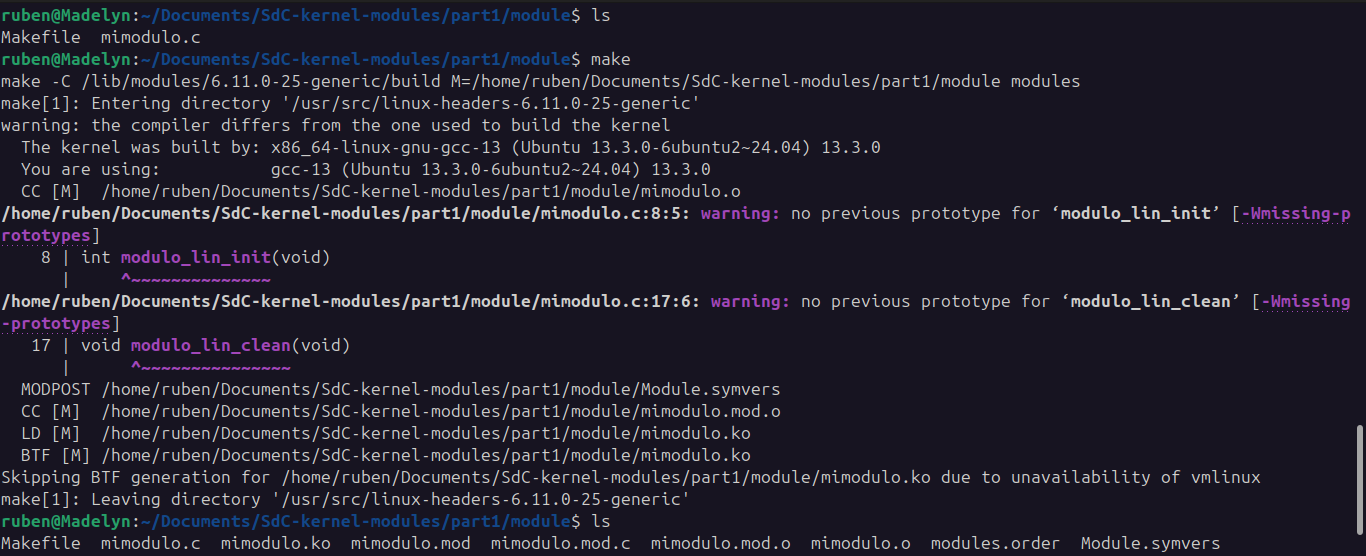 ruben@Madelyn:~/Documents/SdC-kernel-modules/part1/module$ ls
Makefile  mimodulo.c
ruben@Madelyn:~/Documents/SdC-kernel-modules/part1/module$ make
make -C /lib/modules/6.11.0-25-generic/build M=/home/ruben/Documents/SdC-kernel-modules/part1/module modules
make[1]: Entering directory '/usr/src/linux-headers-6.11.0-25-generic'
warning: the compiler differs from the one used to build the kernel
  The kernel was built by: x86_64-linux-gnu-gcc-13 (Ubuntu 13.3.0-6ubuntu2~24.04) 13.3.0
  You are using:           gcc-13 (Ubuntu 13.3.0-6ubuntu2~24.04) 13.3.0
  CC [M]  /home/ruben/Documents/SdC-kernel-modules/part1/module/mimodulo.o
/home/ruben/Documents/SdC-kernel-modules/part1/module/mimodulo.c:8:5: warning: no previous prototype for ‘modulo_lin_init’ [-Wmissing-p
rototypes]
    8 | int modulo_lin_init(void)
      |     ^~~~~~~~~~~~~~~
/home/ruben/Documents/SdC-kernel-modules/part1/module/mimodulo.c:17:6: warning: no previous prototype for ‘modulo_lin_clean’ [-Wmissing
-prototypes]
   17 | void modulo_lin_clean(void)
      |      ^~~~~~~~~~~~~~~~
  MODPOST /home/ruben/Documents/SdC-kernel-modules/part1/module/Module.symvers
  CC [M]  /home/ruben/Documents/SdC-kernel-modules/part1/module/mimodulo.mod.o
  LD [M]  /home/ruben/Documents/SdC-kernel-modules/part1/module/mimodulo.ko
  BTF [M] /home/ruben/Documents/SdC-kernel-modules/part1/module/mimodulo.ko
Skipping BTF generation for /home/ruben/Documents/SdC-kernel-modules/part1/module/mimodulo.ko due to unavailability of vmlinux
make[1]: Leaving directory '/usr/src/linux-headers-6.11.0-25-generic'
ruben@Madelyn:~/Documents/SdC-kernel-modules/part1/module$ ls
Makefile  mimodulo.c  mimodulo.ko  mimodulo.mod  mimodulo.mod.c  mimodulo.mod.o  mimodulo.o  modules.order  Module.symvers